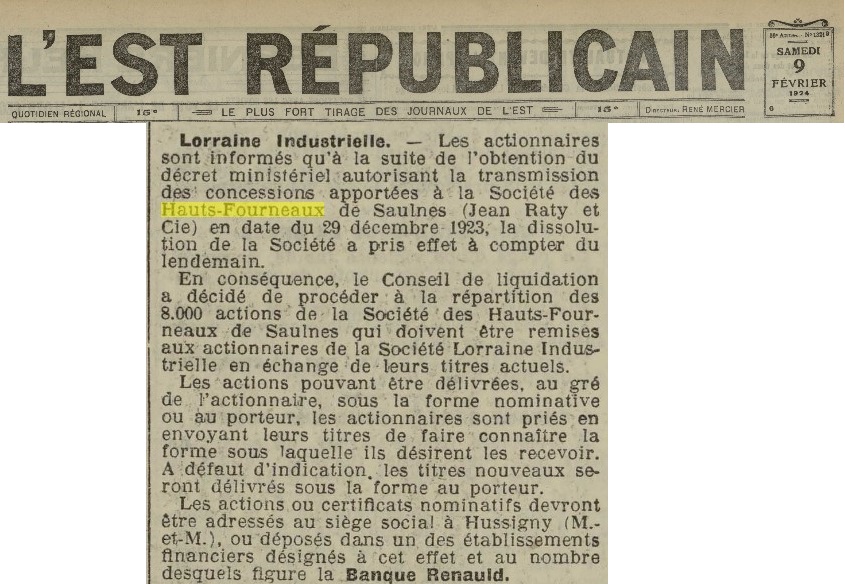 L'EST RÉPUBLICAIN
SAMEDI
9
FÉVRIER
1924
QUOTIDIEN RÉGIONAL
15c
LE PLUS FORT TIRAGE DES JOURNAUX DE L'EST
15c
Directeur: RENÉ MERCIER
Lorraine Industrielle. — Les actionnaires
sont informés qu'à la suite de l'obtention du
décret ministériel autorisant la transmission
des concessions apportées à la Société des
Hauts-Fourneaux de Saulnes (Jean Raty et
Cie) en date du 29 décembre 1923, la dissolu-
tion de la Société a pris effet à compter du
lendemain.
En conséquence, le Conseil de liquidation
a décidé de procéder à la répartition des
8.000 actions de la Société des Hauts-Four-
neaux de Saulnes qui doivent être remises
aux actionnaires de la Société Lorraine Indus-
trielle en échange de leurs titres actuels.
Les actions pouvant être délivrées, au gré
de l'actionnaire, sous la forme nominative
ou au porteur, les actionnaires sont priés en
envoyant leurs titres de faire connaître la
forme sous laquelle ils désirent les recevoir.
A défaut d'indication, les titres nouveaux se-
ront délivrés sous la forme au porteur.
Les actions ou certificats nominatifs devront
être adressés au siège social à Hussigny (M.-
et-M.), ou déposés dans un des établissements
financiers désignés à cet effet et au nombre
desquels figure la Banque Renauld.